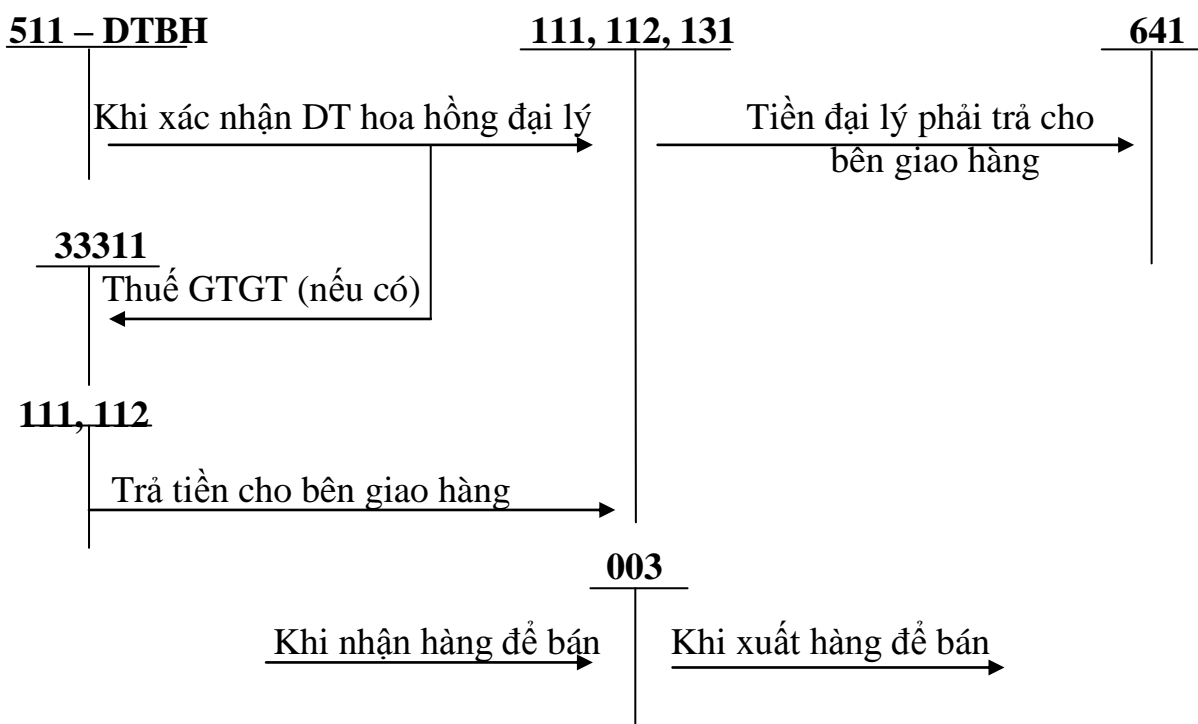 511 – DTBH 111, 112, 131 641
Khi xác nhận DT hoa hồng đại lý Tiền đại lý phải trả cho
bên giao hàng
33311
Thuế GTGT (nếu có)
111, 112
Trả tiền cho bên giao hàng
003
Khi nhận hàng để bán Khi xuất hàng để bán